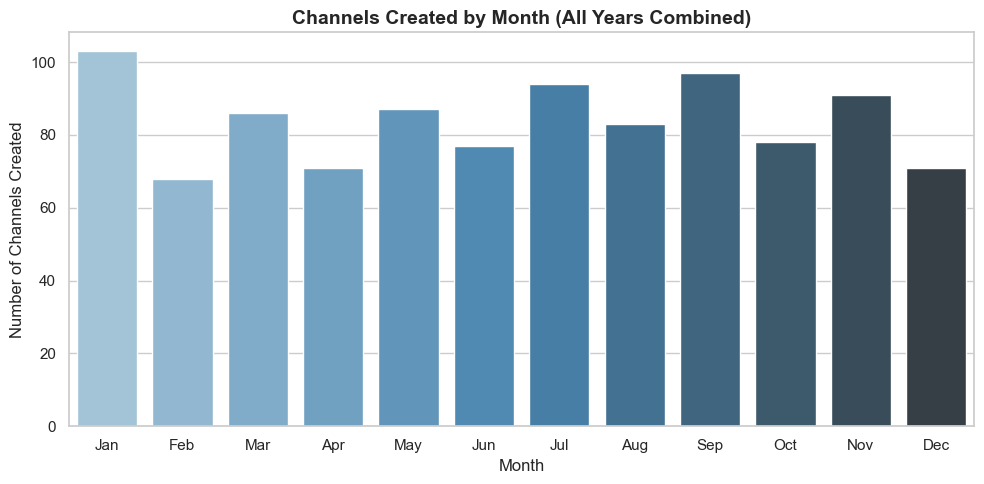 Channels Created by Month (All Years Combined)
Number of Channels Created
100
80
60
40
20
0
Jan Feb Mar Apr May Jun Jul Aug Sep Oct Nov Dec
Month